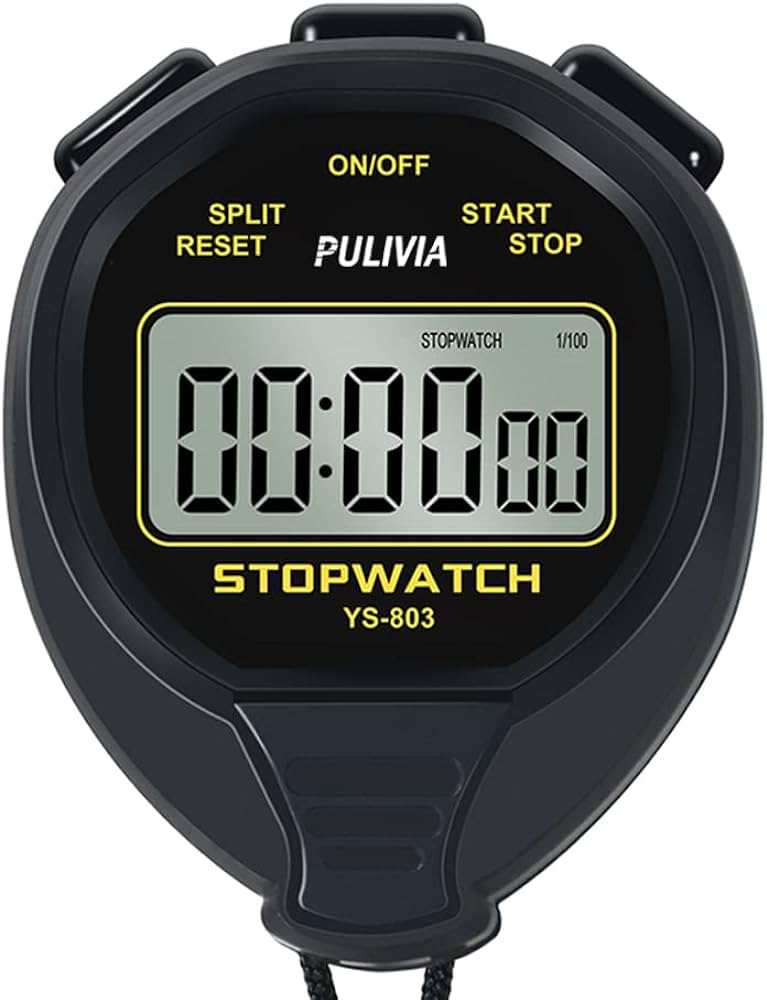 ON/OFF
SPLIT START
RESET PULIVIA STOP
STOPWATCH 1/100
00:00 00
STOPWATCH
YS-803